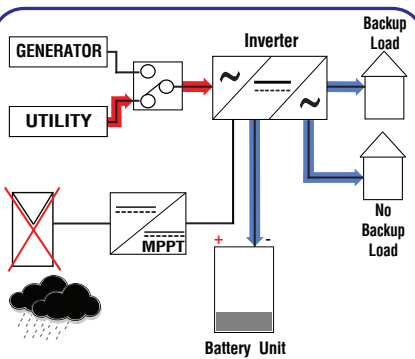 Backup
Load
GENERATOR
Inverter
UTILITY
No
Backup
Load
MPPT
+ -
Battery Unit